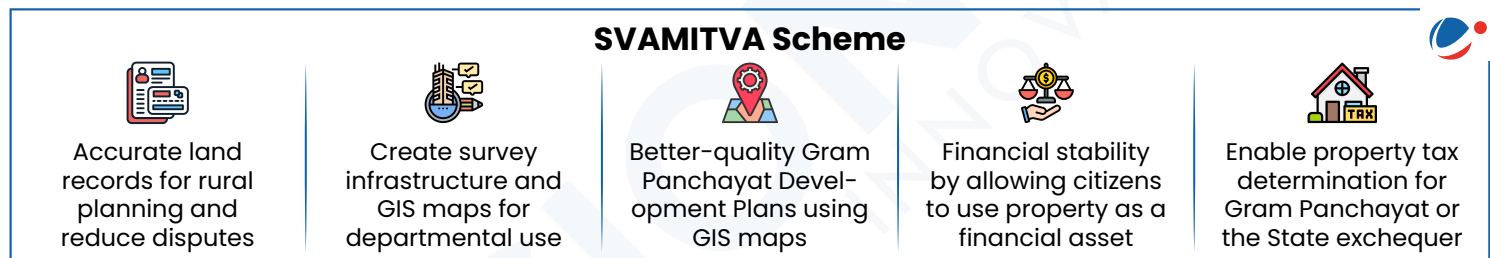 SVAMITVA Scheme
TAX
Accurate land
records for rural
planning and
reduce disputes
Create survey
infrastructure and
GIS maps for
departmental use
Better-quality Gram
Panchayat Devel-
opment Plans using
GIS maps
Financial stability
by allowing citizens
to use property as a
financial asset
Enable property tax
determination for
Gram Panchayat or
the State exchequer